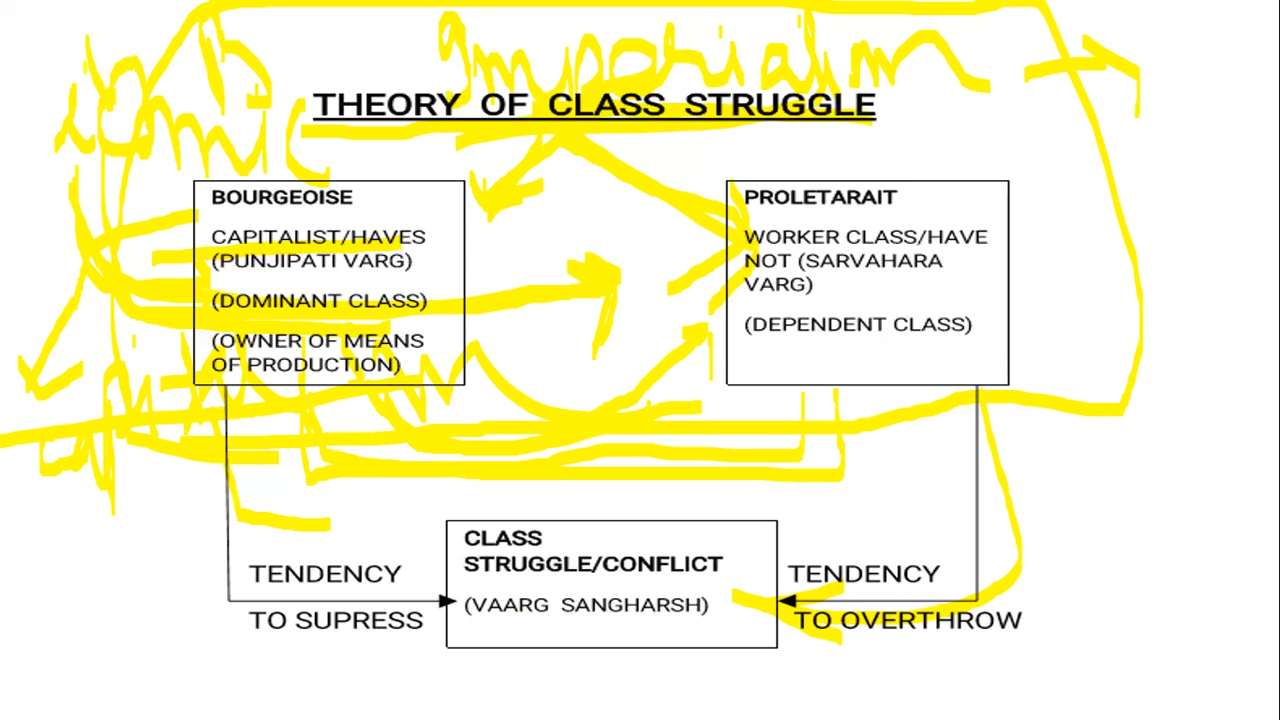 Imperialism
THEORY OF CLASS STRUGGLE
BOURGEOISE
CAPITALIST/HAVES
(PUNJIPATI VARG)
(DOMINANT CLASS)
(OWNER OF MEANS
OF PRODUCTION)
PROLETARAIT
WORKER CLASS/HAVE
NOT (SARVAHARA
VARG)
(DEPENDENT CLASS)
CLASS
STRUGGLE/CONFLICT
(VAARG SANGHARSH)
TENDENCY
TO SUPRESS
TENDENCY
TO OVERTHROW